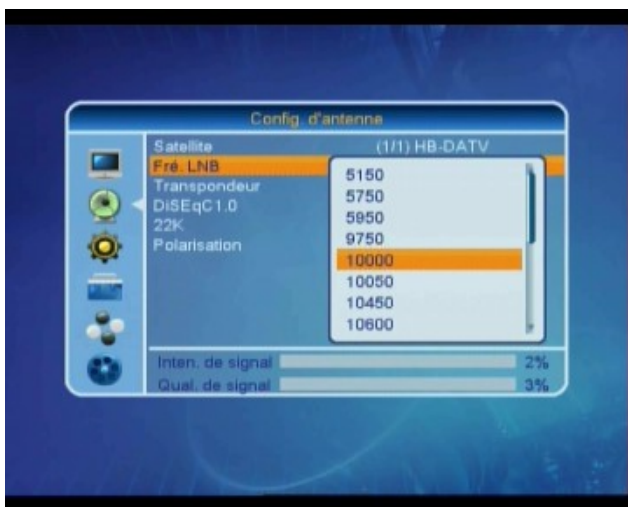 Config. d'antenne
Satellite (1/1) HB-DATV
Fré. LNB
Transpondeur
DiSEqC1.0
22K
Polarisation
5150
5750
5950
9750
10000
10050
10450
10600
Inten. de signal 2%
Qual. de signal 3%